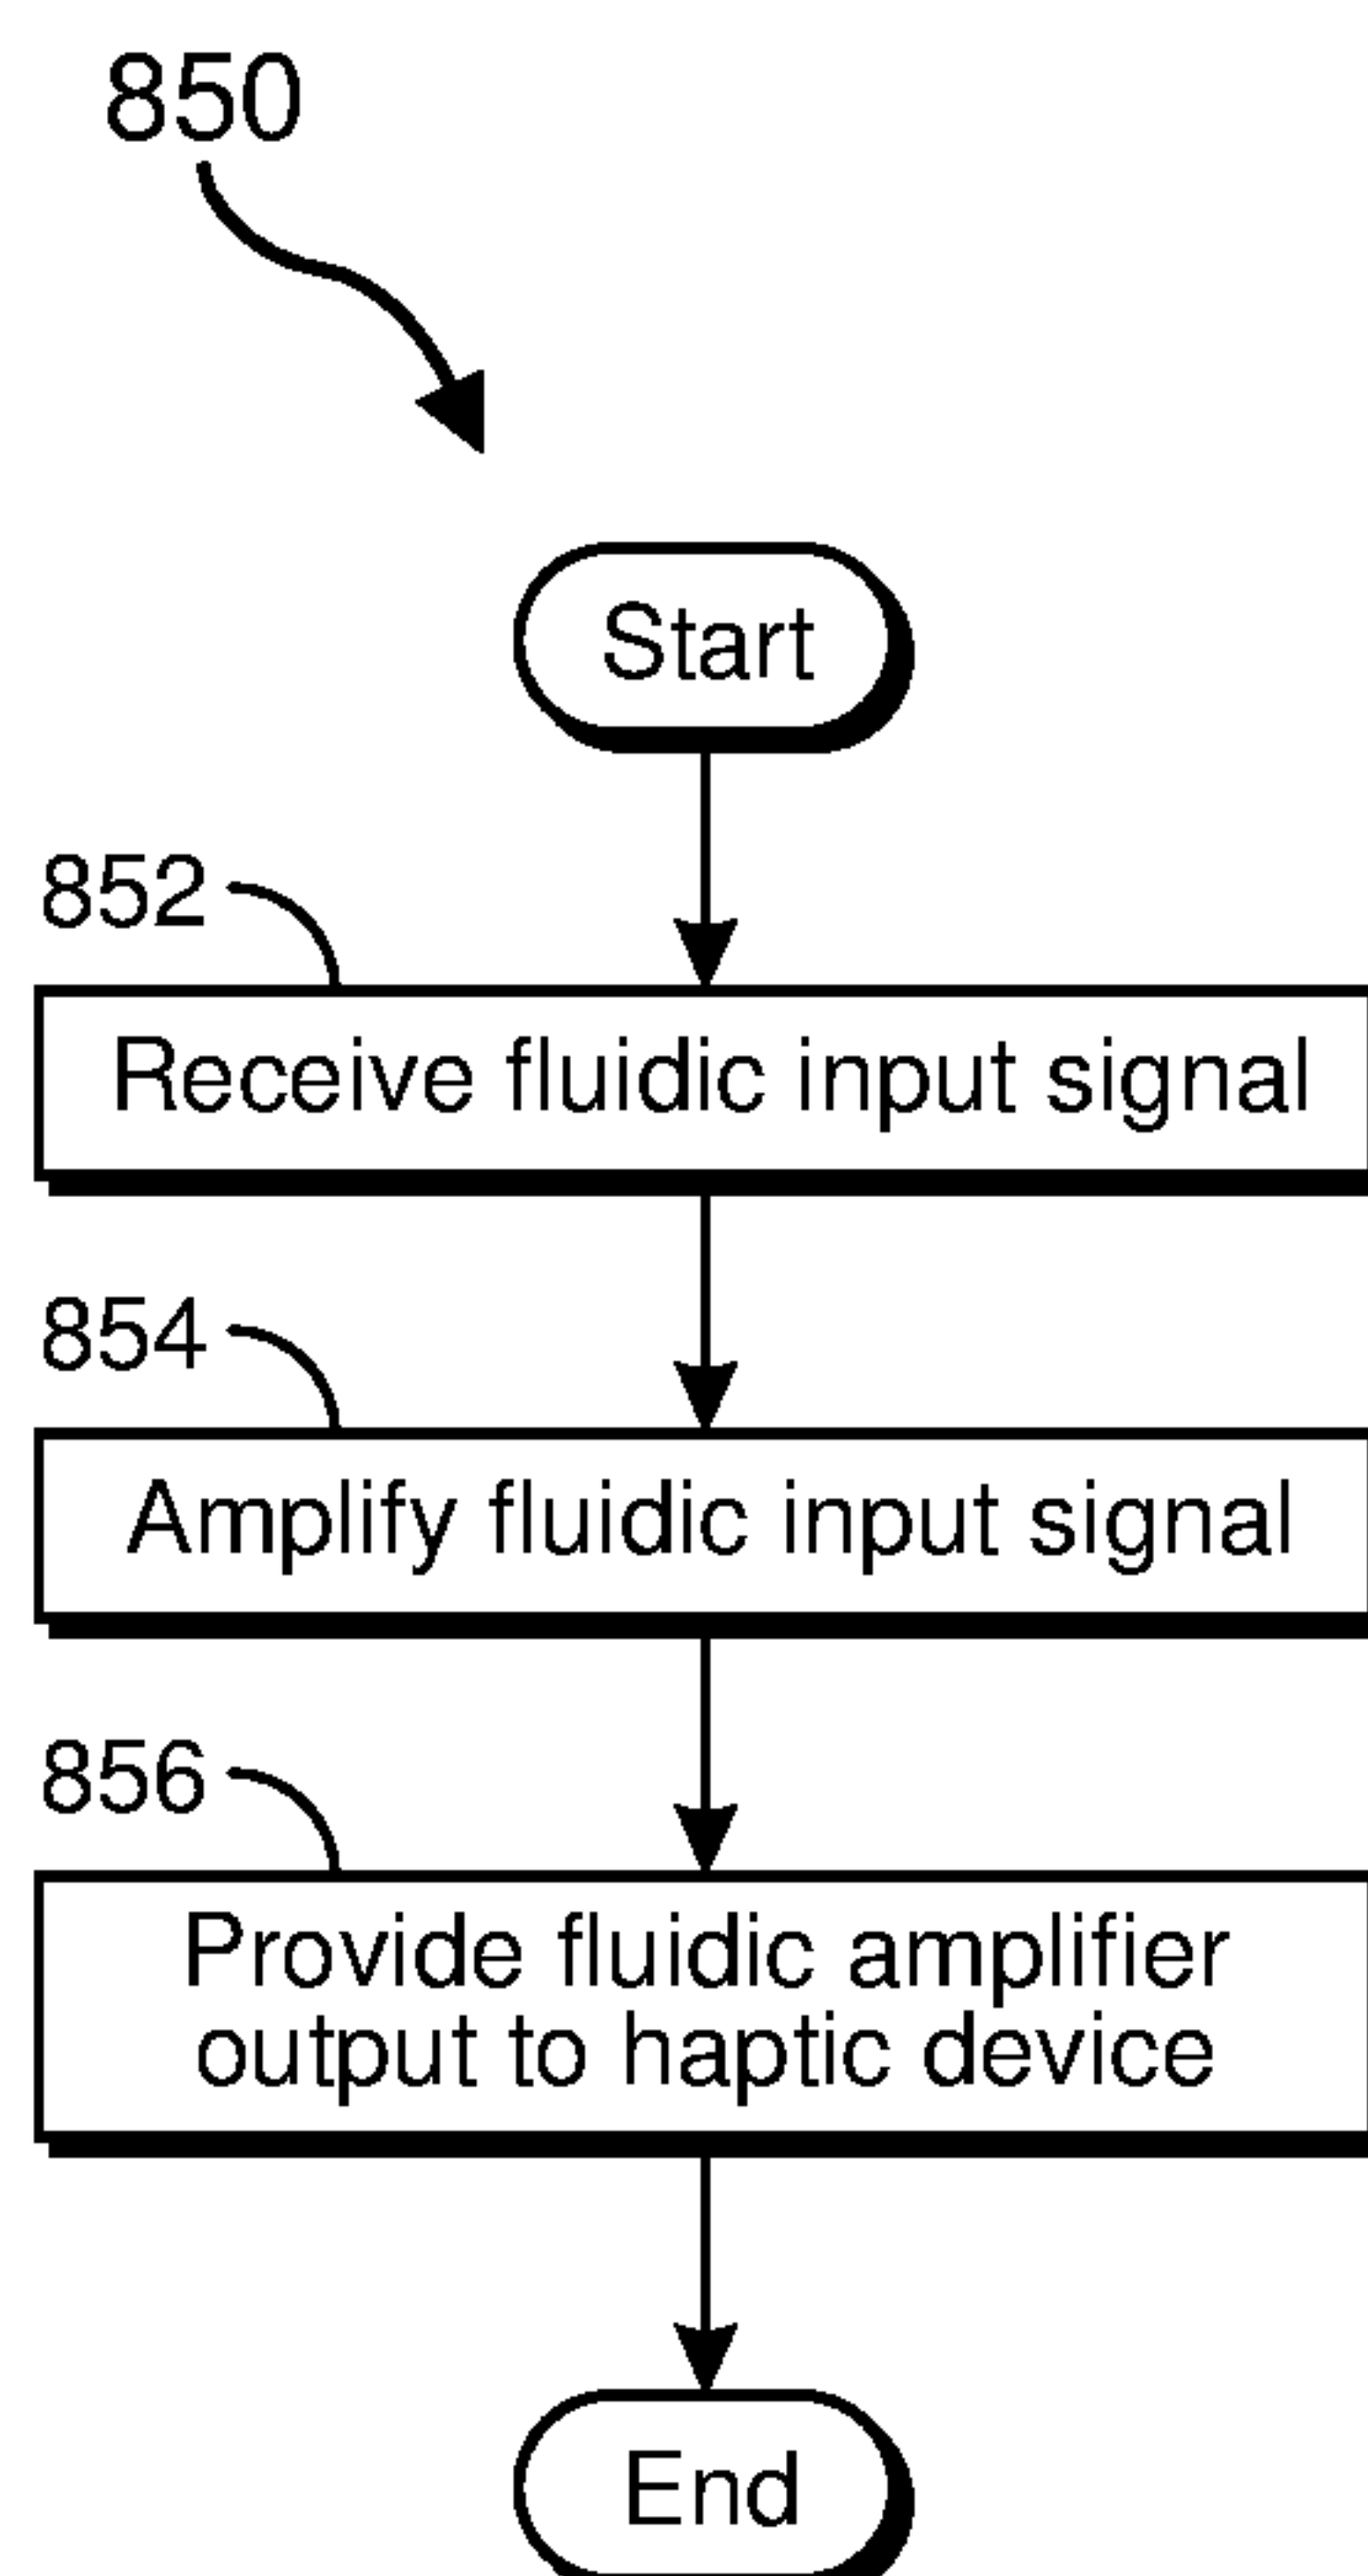 850
Start
852
Receive fluidic input signal
854
Amplify fluidic input signal
856
Provide fluidic amplifier
output to haptic device
End